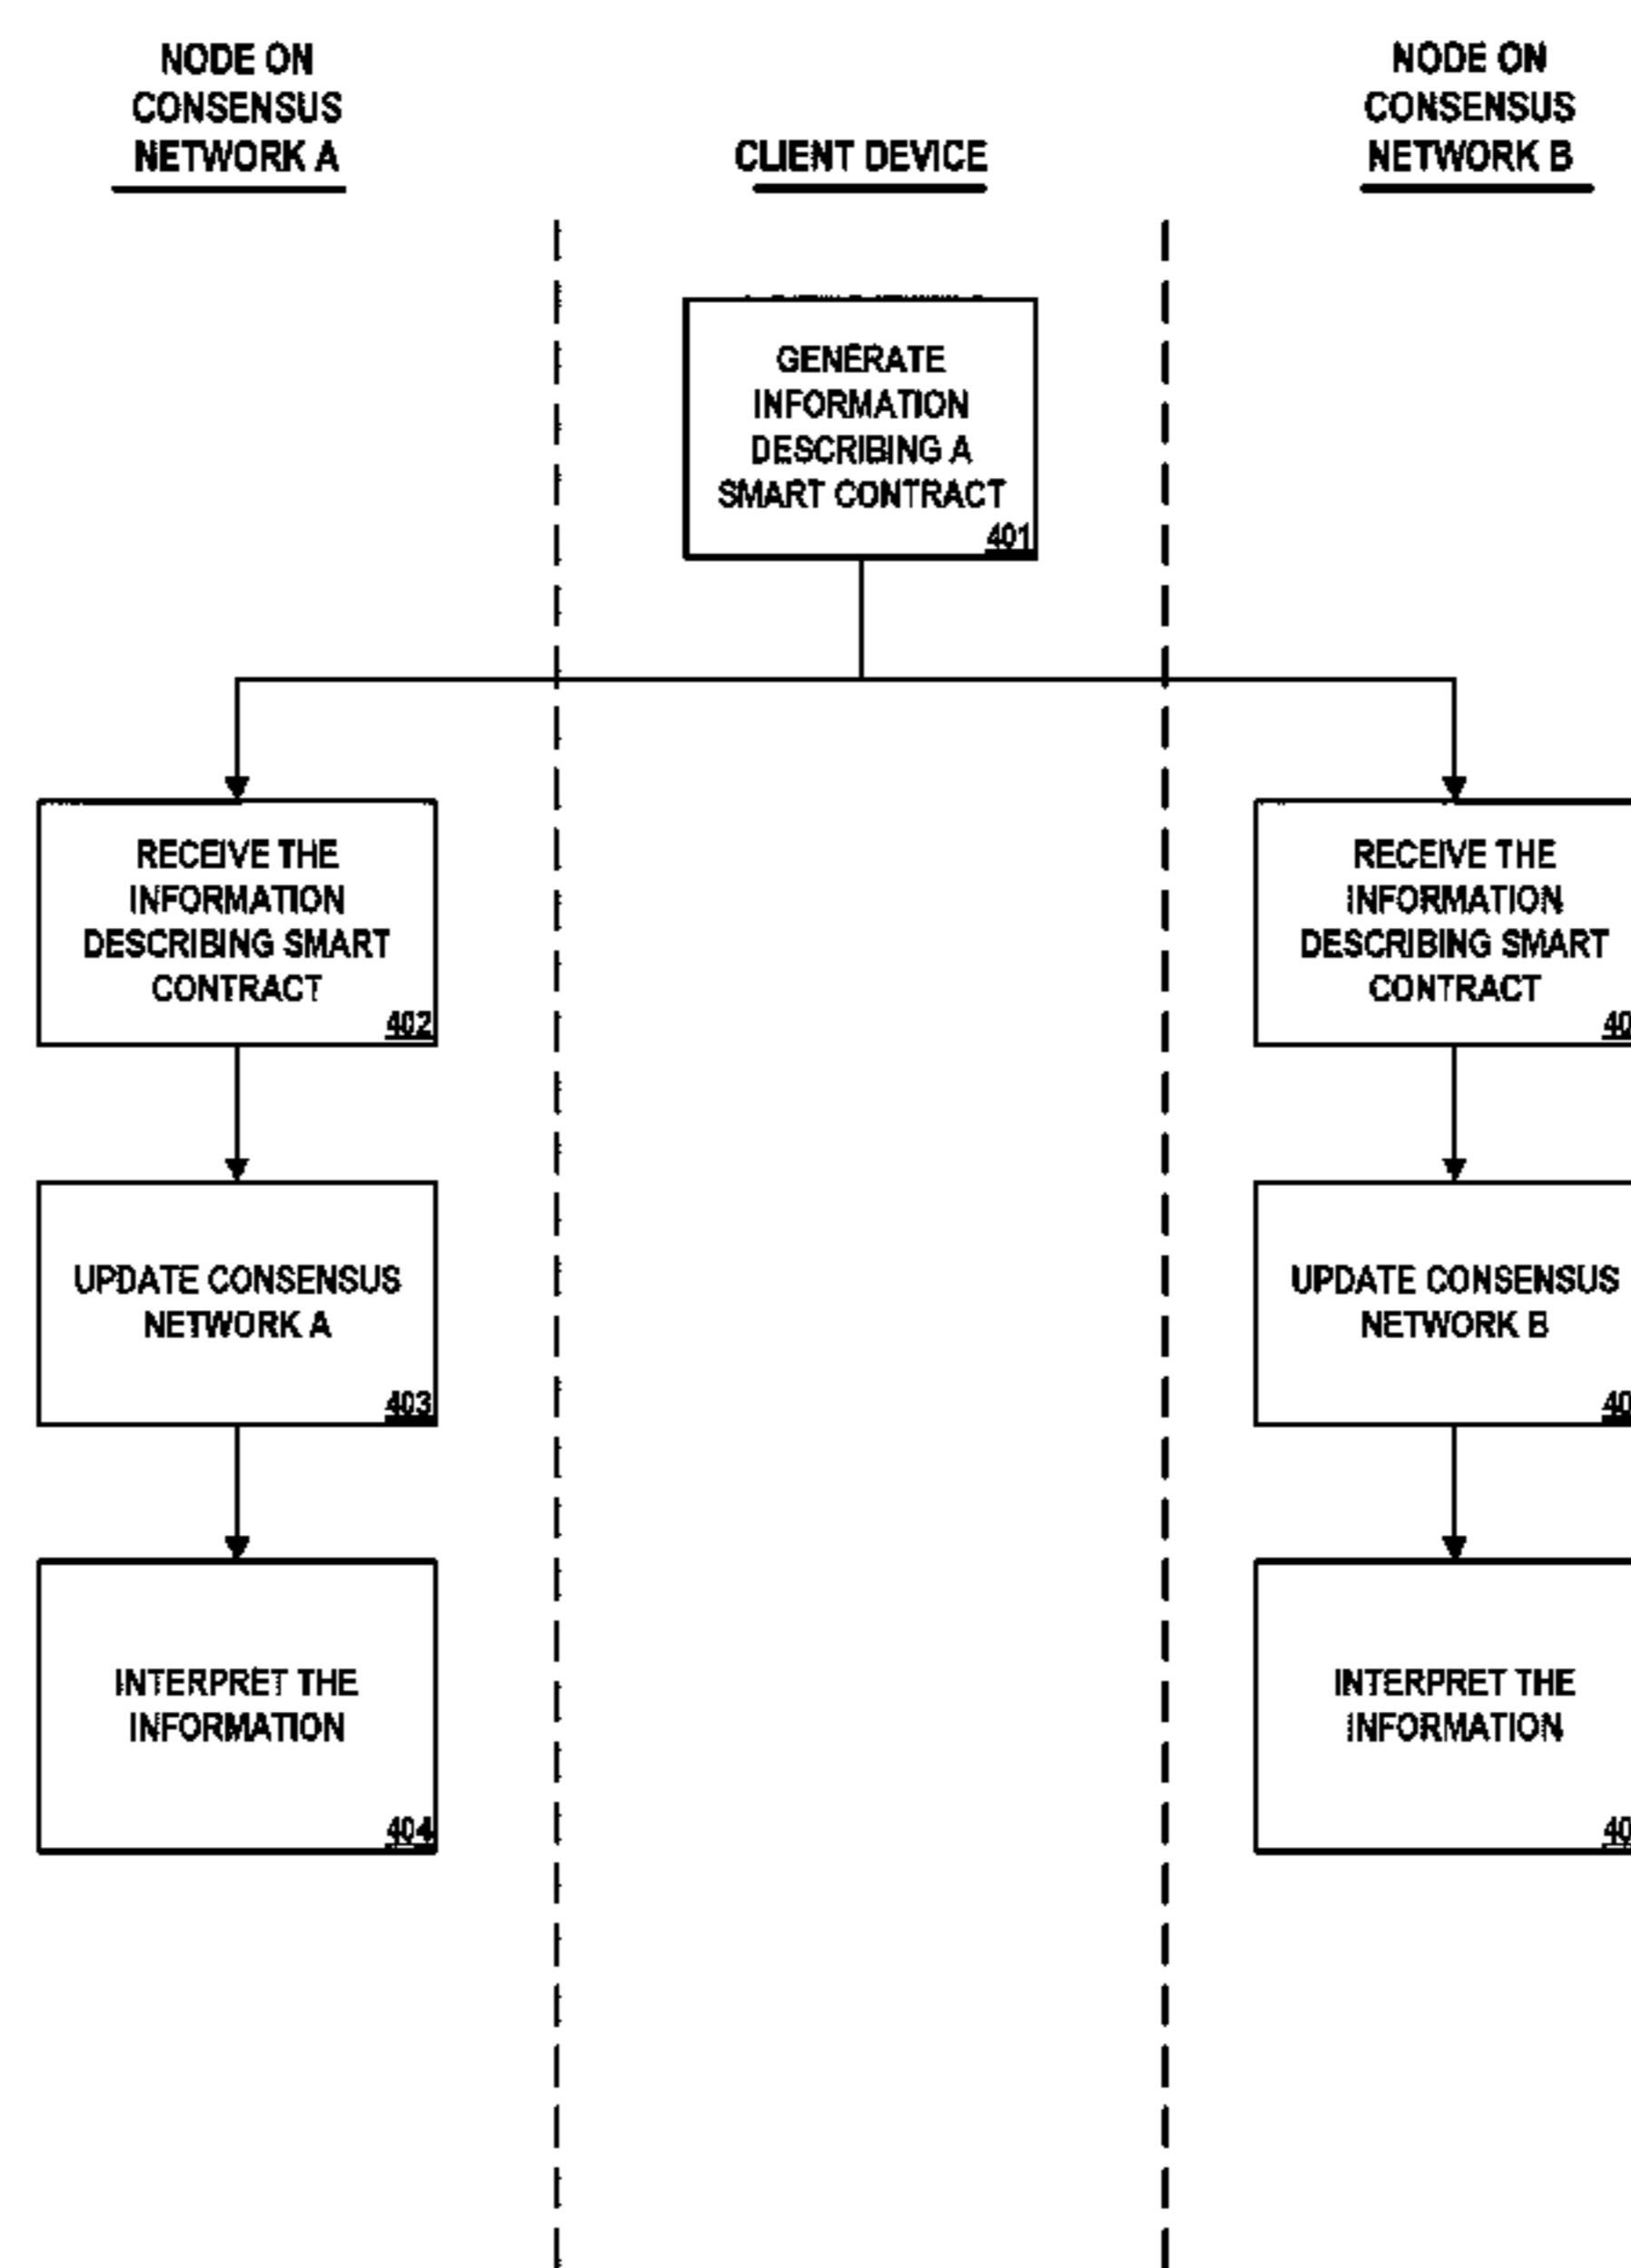 NODE ON
CONSENSUS
NETWORK A
CLIENT DEVICE
NODE ON
CONSENSUS
NETWORK B
GENERATE
INFORMATION
DESCRIBING A
SMART CONTRACT
401
RECEIVE THE
INFORMATION
DESCRIBING SMART
CONTRACT
402
RECEIVE THE
INFORMATION
DESCRIBING SMART
CONTRACT
UPDATE CONSENSUS
NETWORK A
403
UPDATE CONSENSUS
NETWORK B
INTERPRET THE
INFORMATION
404
INTERPRET THE
INFORMATION